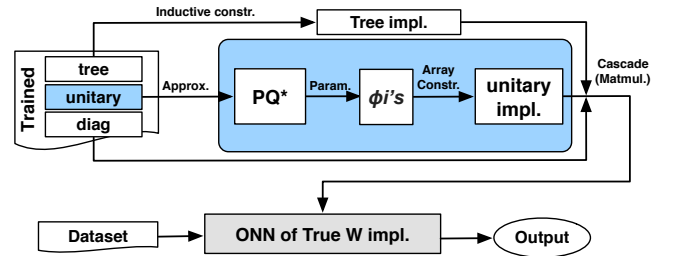 Inductive constr.
Tree impl.
Trained
tree
unitary
diag
Approx.
PQ*
Param.
ϕi's
Array
Constr.
unitary
impl.
Cascade
(Matmul.)
Dataset
ONN of True W impl.
Output